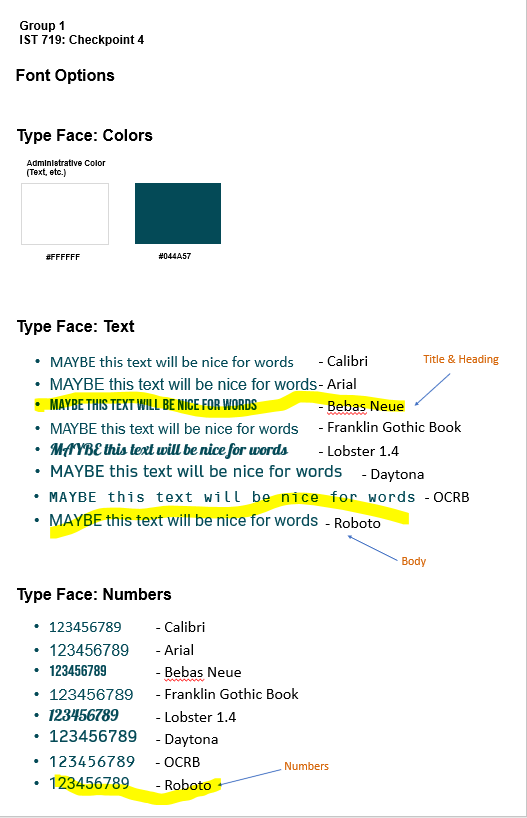 Group 1
IST 719: Checkpoint 4
Font Options
Type Face: Colors
Administrative Color
(Text, etc.)
#FFFFFF
#044A57
Type Face: Text
Title & Heading
• MAYBE this text will be nice for words - Calibri
• MAYBE this text will be nice for words - Arial
• MAYBE THIS TEXT WILL BE NICE FOR WORDS - Bebas Neue
• MAYBE this text will be nice for words - Franklin Gothic Book
• MAYBE this text will be nice for words - Lobster 1.4
• MAYBE this text will be nice for words - Daytona
• MAYBE this text will be nice for words - OCRB
• MAYBE this text will be nice for words - Roboto
Body
Type Face: Numbers
• 123456789 - Calibri
• 123456789 - Arial
• 123456789 - Bebas Neue
• 123456789 - Franklin Gothic Book
• 123456789 - Lobster 1.4
• 123456789 - Daytona
• 123456789 - OCRB
• 123456789 - Roboto
Numbers